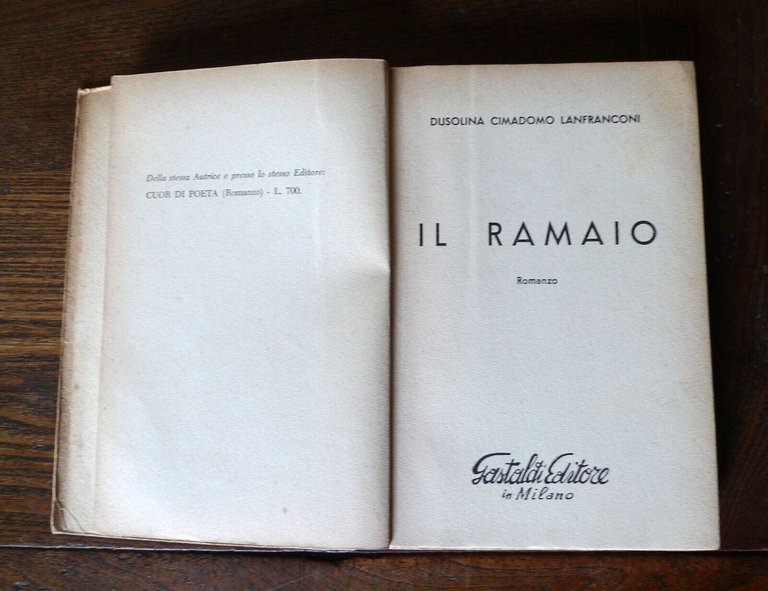 Della stessa Autrice e presso lo stesso Editore:
CUOR DI POETA (Romanzo) - L. 700.
DUSOLINA CIMADOMO LANFRANCONI
IL RAMAIO
Romanzo
Gastaldi Editore
in Milano